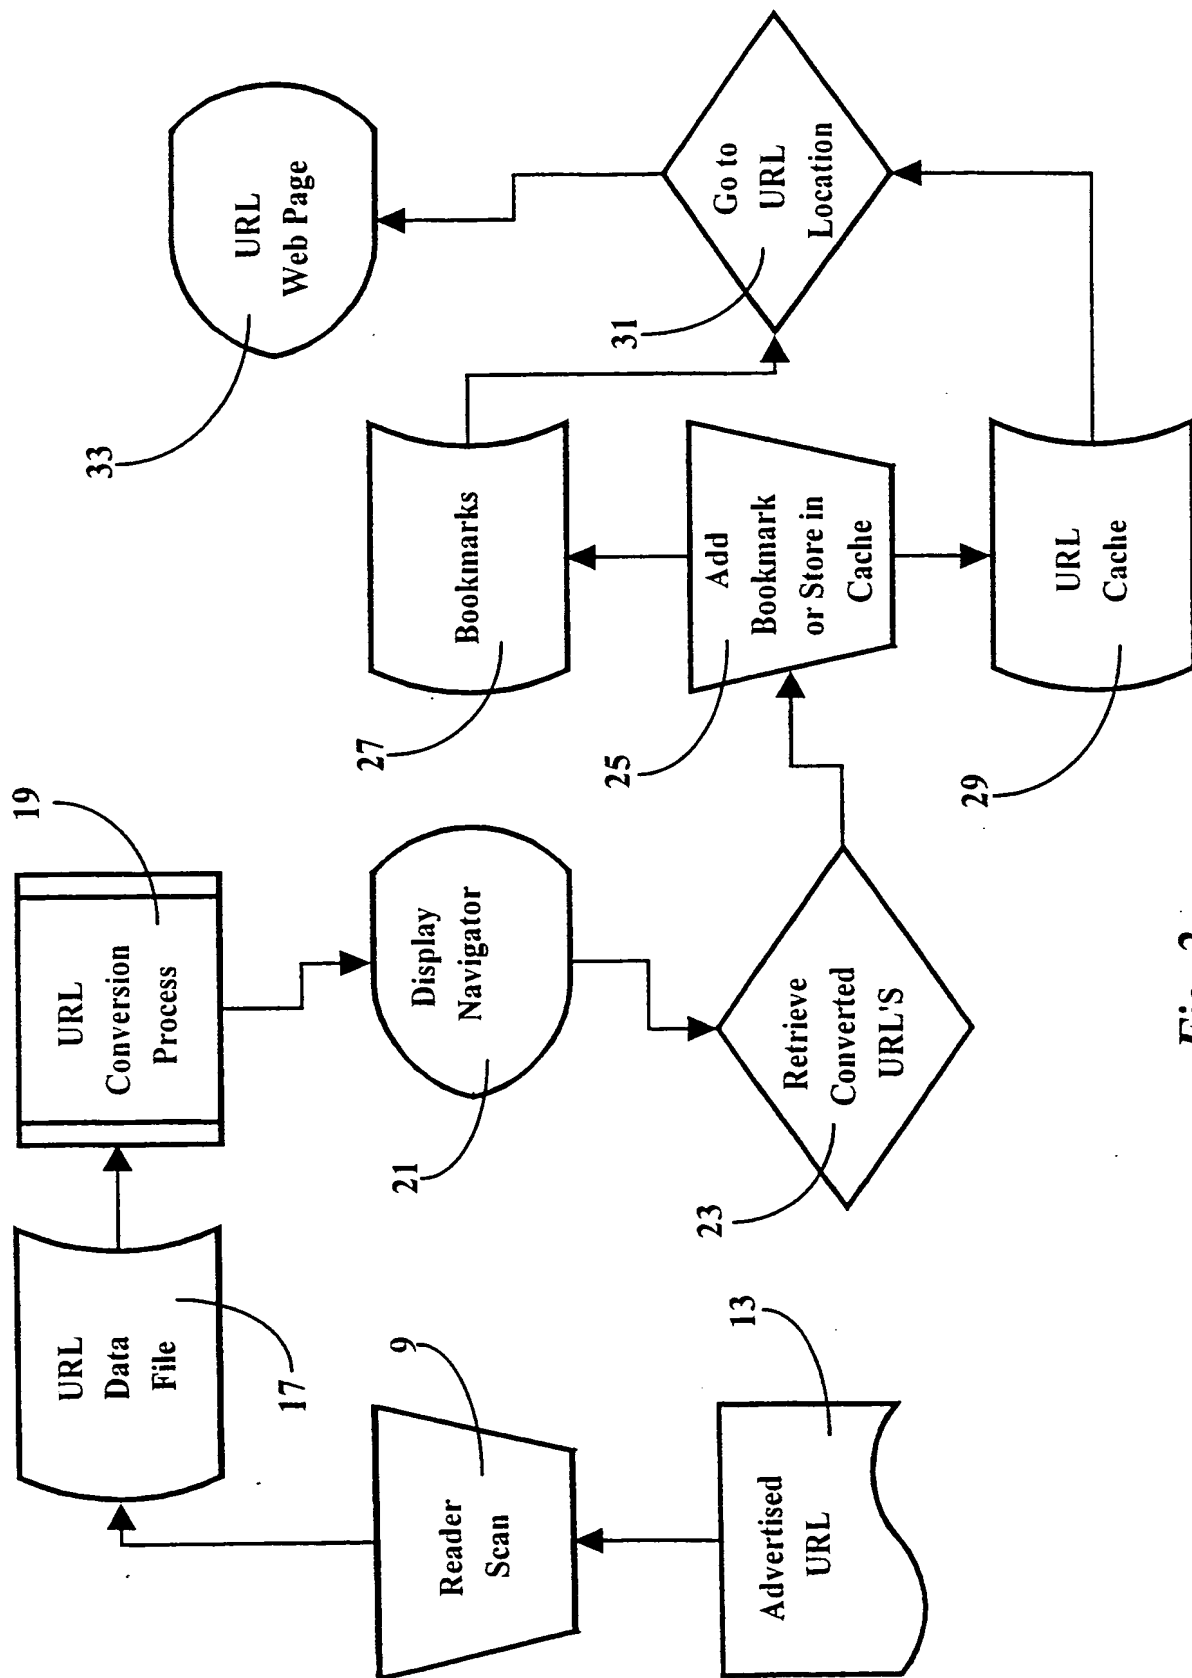 Advertised
URL
13
Reader
Scan
9
URL
Data
File
17
URL
Conversion
Process
19
Display
Navigator
21
Retrieve
Converted
URL'S
23
Add
Bookmark
or Store in
Cache
25
Bookmarks
27
URL
Cache
29
Go to
URL
Location
31
URL
Web Page
33